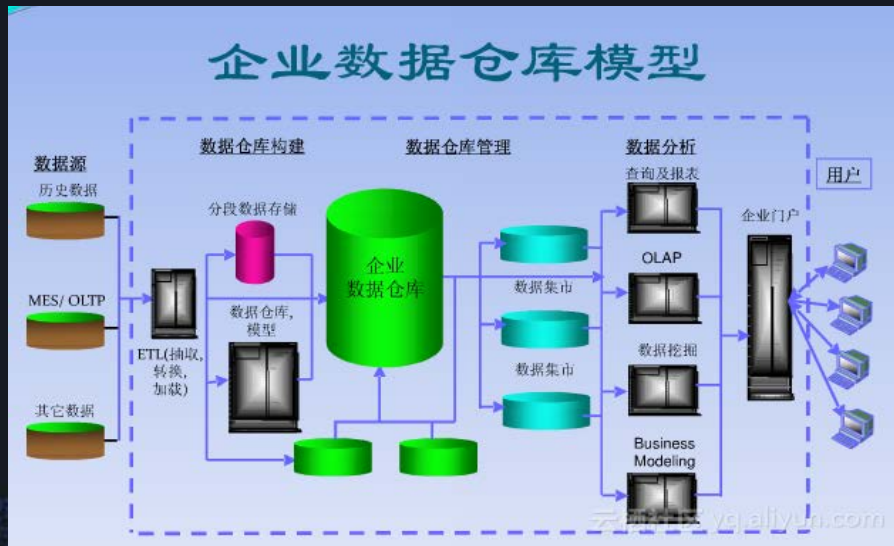 企业数据仓库模型
数据源
数据仓库构建
数据仓库管理
数据分析
用户
历史数据
MES/ OLTP
其它数据
ETL(抽取,
转换,
加载)
分段数据存储
数据仓库,
模型
企业
数据仓库
数据集市
数据集市
查询及报表
OLAP
数据挖掘
Business
Modeling
企业门户
云栖社区 yq.aliyun.com